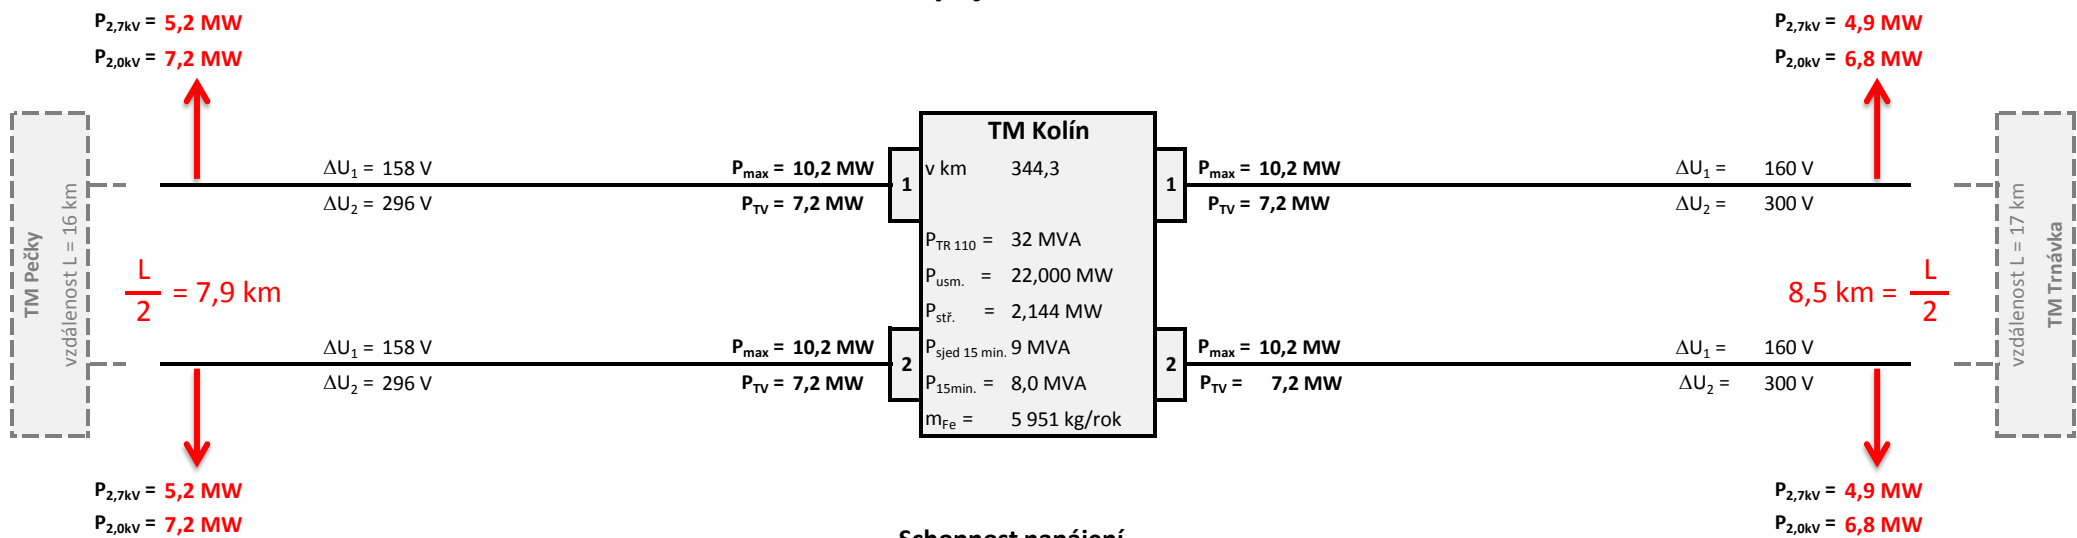 P2,7kV = 5,2 MW
P2,0kV = 7,2 MW
P2,7kV = 4,9 MW
P2,0kV = 6,8 MW
TM Pečky
vzdálenost L = 16 km
L
2
= 7,9 km
ΔU1 = 158 V
ΔU2 = 296 V
Pmax = 10,2 MW
PTV = 7,2 MW
1
ΔU1 = 158 V
ΔU2 = 296 V
Pmax = 10,2 MW
PTV = 7,2 MW
2
TM Kolín
v km 344,3
PTR 110 = 32 MVA
Pusm. = 22,000 MW
Pstř. = 2,144 MW
Psjed 15 min. 9 MVA
P15min. = 8,0 MVA
mFe = 5 951 kg/rok
1
Pmax = 10,2 MW
PTV = 7,2 MW
ΔU1 = 160 V
ΔU2 = 300 V
2
Pmax = 10,2 MW
PTV = 7,2 MW
ΔU1 = 160 V
ΔU2 = 300 V
8,5 km =
L
2
vzdálenost L = 17 km
TM Trnávka
P2,7kV = 5,2 MW
P2,0kV = 7,2 MW
P2,7kV = 4,9 MW
P2,0kV = 6,8 MW
Schopnost napájení